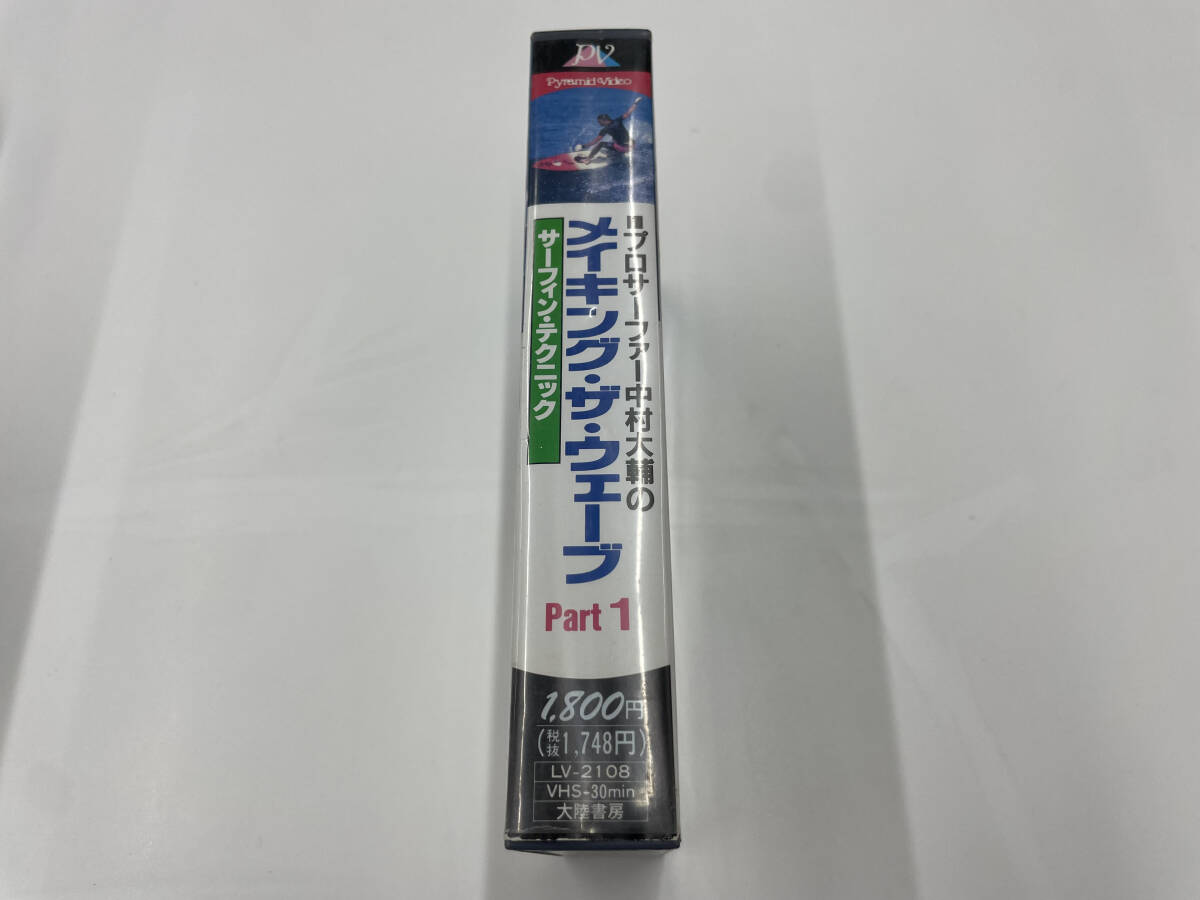 PV
Pyramid Video
■プロサーファー中村大輔の
メイキング・ザ・ウェーブ
サーフィン・テクニック
Part 1
1,800円
(税抜1,748円)
LV-2108
VHS-30min
大陸書房